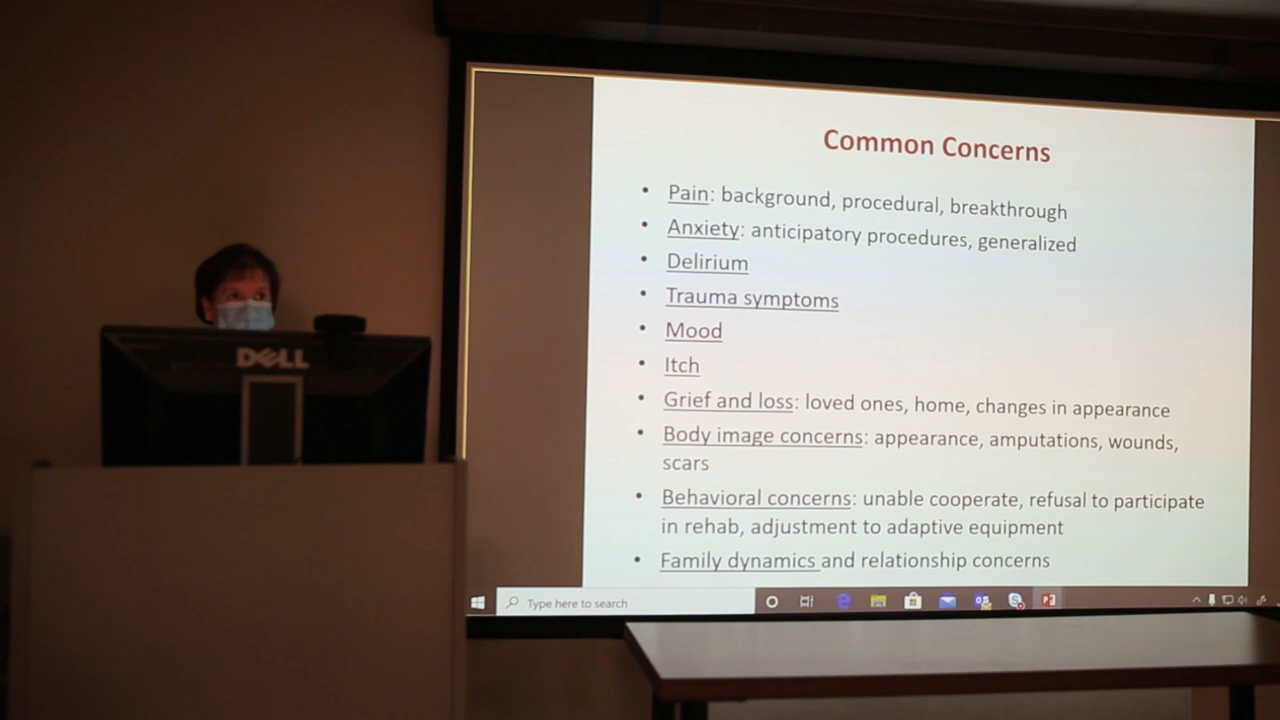 Common Concerns
• Pain: background, procedural, breakthrough
• Anxiety: anticipatory procedures, generalized
• Delirium
• Trauma symptoms
• Mood
• Itch
• Grief and loss: loved ones, home, changes in appearance
• Body image concerns: appearance, amputations, wounds,
scars
• Behavioral concerns: unable cooperate, refusal to participate
in rehab, adjustment to adaptive equipment
• Family dynamics and relationship concerns
Type here to search
DELL